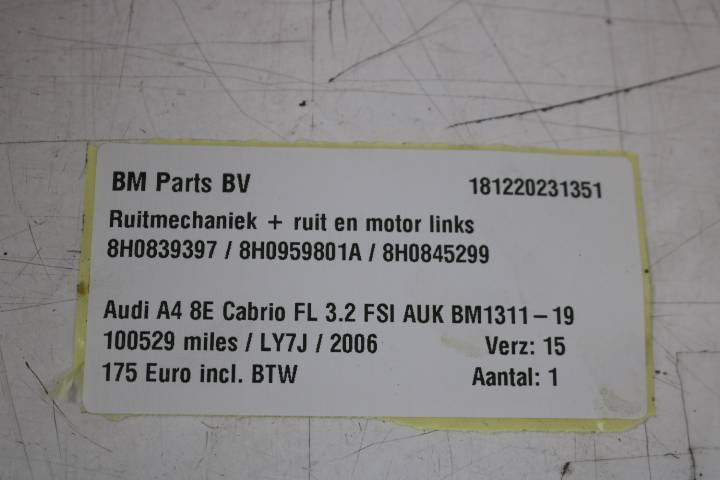 BM Parts BV 181220231351
Ruitmechaniek + ruit en motor links
8H0839397 / 8H0959801A / 8H0845299
Audi A4 8E Cabrio FL 3.2 FSI AUK BM1311-19
100529 miles / LY7J / 2006 Verz: 15
175 Euro incl. BTW Aantal: 1